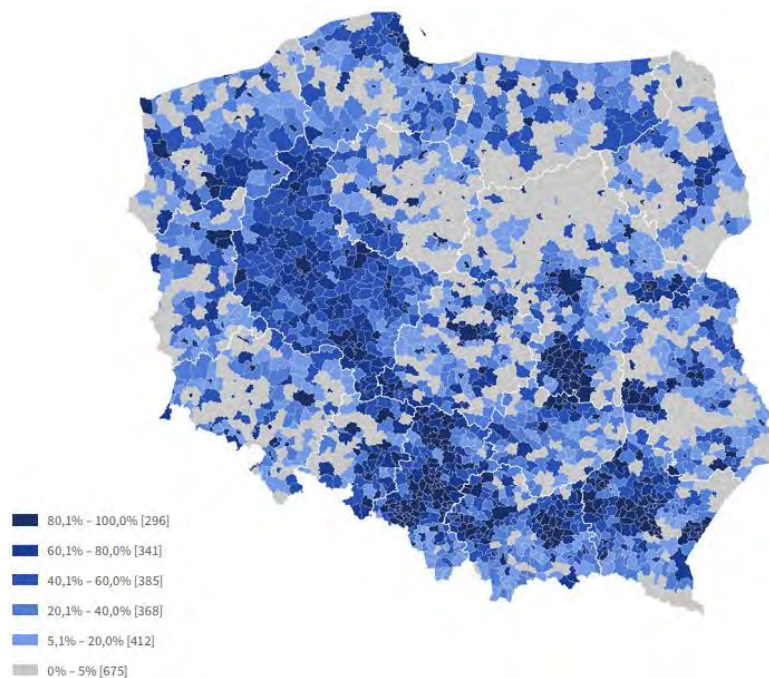 80,1% – 100,0% [296]
60,1% – 80,0% [341]
40,1% – 60,0% [385]
20,1% – 40,0% [368]
5,1% – 20,0% [412]
0% – 5% [675]